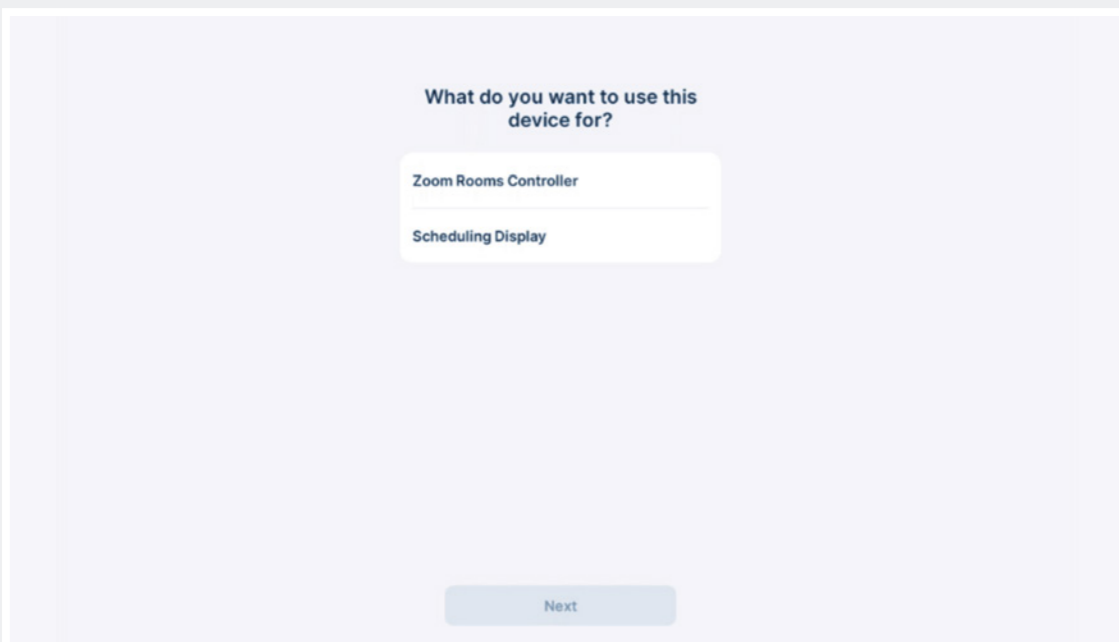 What do you want to use this
device for?
Zoom Rooms Controller
Scheduling Display
Next